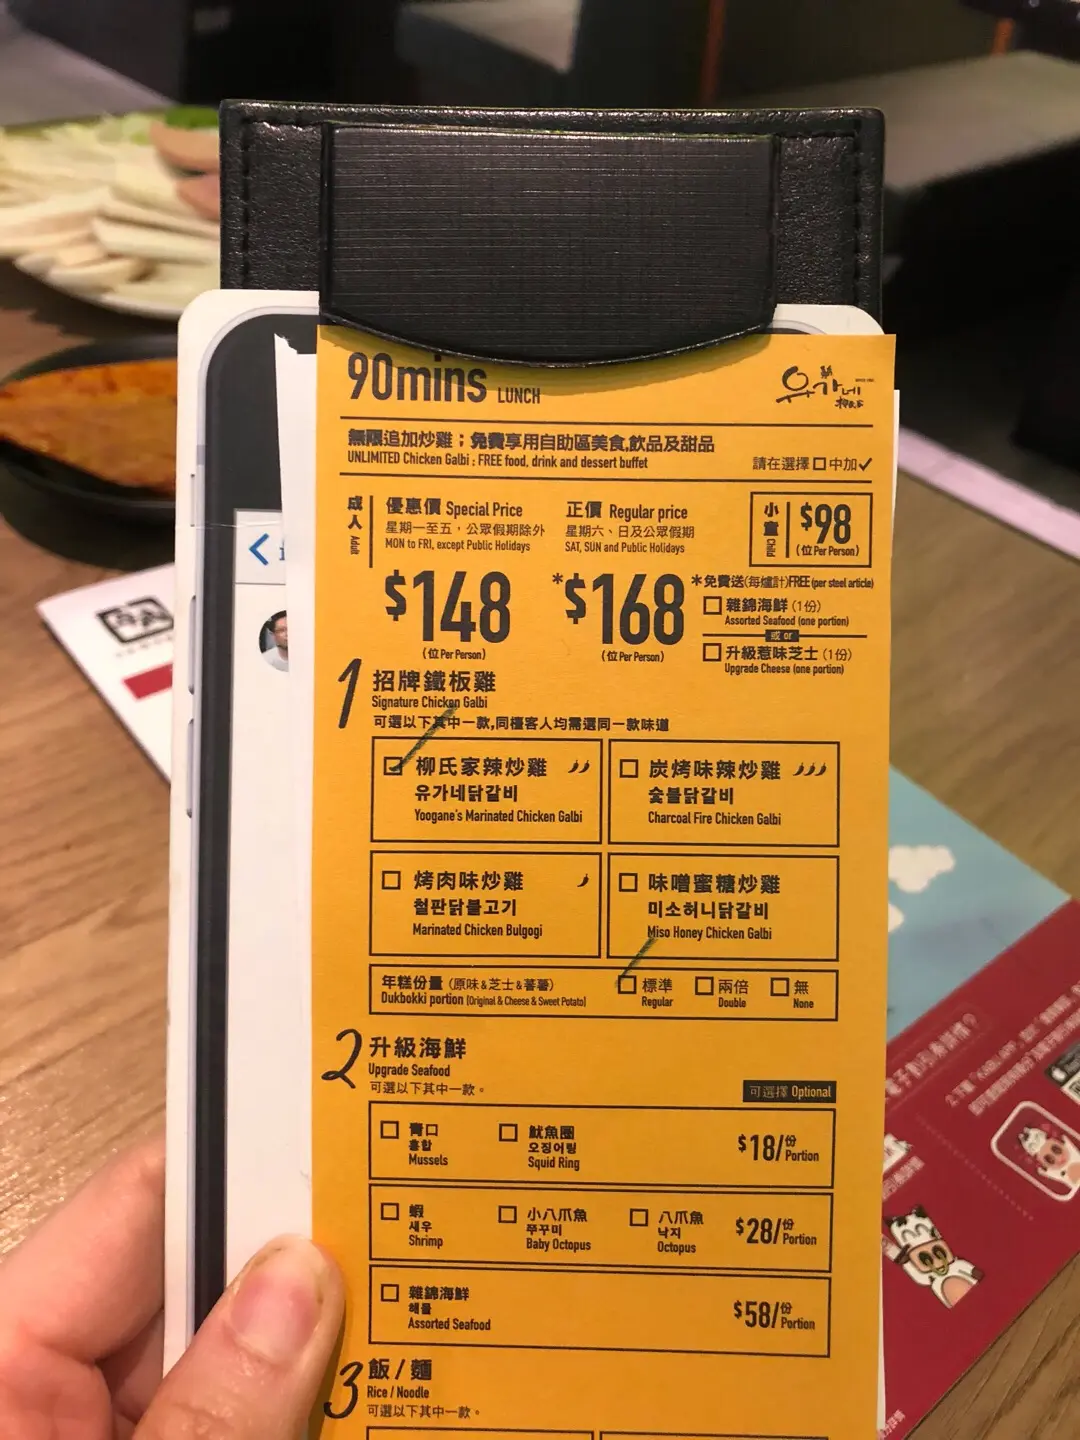 90mins LUNCH
유가네
無限追加炒雞；免費享用自助區美食,飲品及甜品
UNLIMITED Chicken Galbi ; FREE food, drink and dessert buffet
請在選擇□中加✓
成人 Adult
優惠價 Special Price
星期一至五，公眾假期除外
MON to FRI, except Public Holidays
$148
(位 Per Person)
正價 Regular price
星期六、日及公眾假期
SAT, SUN and Public Holidays
*$168
(位 Per Person)
小童 Child
$98
(位 Per Person)
*免費送(每爐計)FREE (per steel article)
雜錦海鮮 (1份)
Assorted Seafood (one portion)
或 or
升級惹味芝士 (1份)
Upgrade Cheese (one portion)
1 招牌鐵板雞
Signature Chicken Galbi
可選以下其中一款,同檯客人均需選同一款味道
柳氏家辣炒雞
유가네닭갈비
Yoogane's Marinated Chicken Galbi
炭烤味辣炒雞
숯불닭갈비
Charcoal Fire Chicken Galbi
烤肉味炒雞
철판닭불고기
Marinated Chicken Bulgogi
味噌蜜糖炒雞
미소허니닭갈비
Miso Honey Chicken Galbi
年糕份量 (原味&芝士&蕃薯)
Dukbokki portion (Original & Cheese & Sweet Potato)
標準
Regular
兩倍
Double
無
None
2 升級海鮮
Upgrade Seafood
可選以下其中一款。
可選擇 Optional
青口
홍합
Mussels
魷魚圈
오징어링
Squid Ring
$18/份 Portion
蝦
새우
Shrimp
小八爪魚
쭈꾸미
Baby Octopus
八爪魚
낙지
Octopus
$28/份 Portion
雜錦海鮮
해물
Assorted Seafood
$58/份 Portion
3 飯 / 麵
Rice / Noodle
可選以下其中一款。